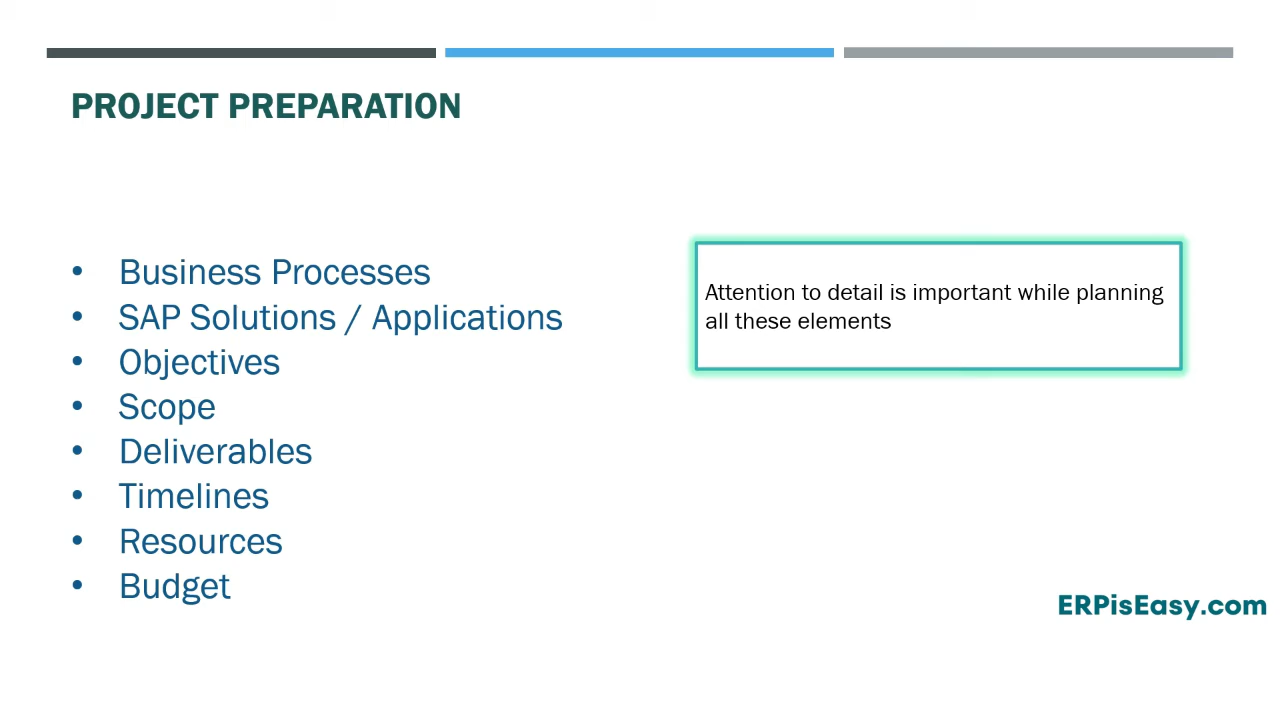 PROJECT PREPARATION
• Business Processes
• SAP Solutions / Applications
• Objectives
• Scope
• Deliverables
• Timelines
• Resources
• Budget
Attention to detail is important while planning
all these elements
ERPisEasy.com